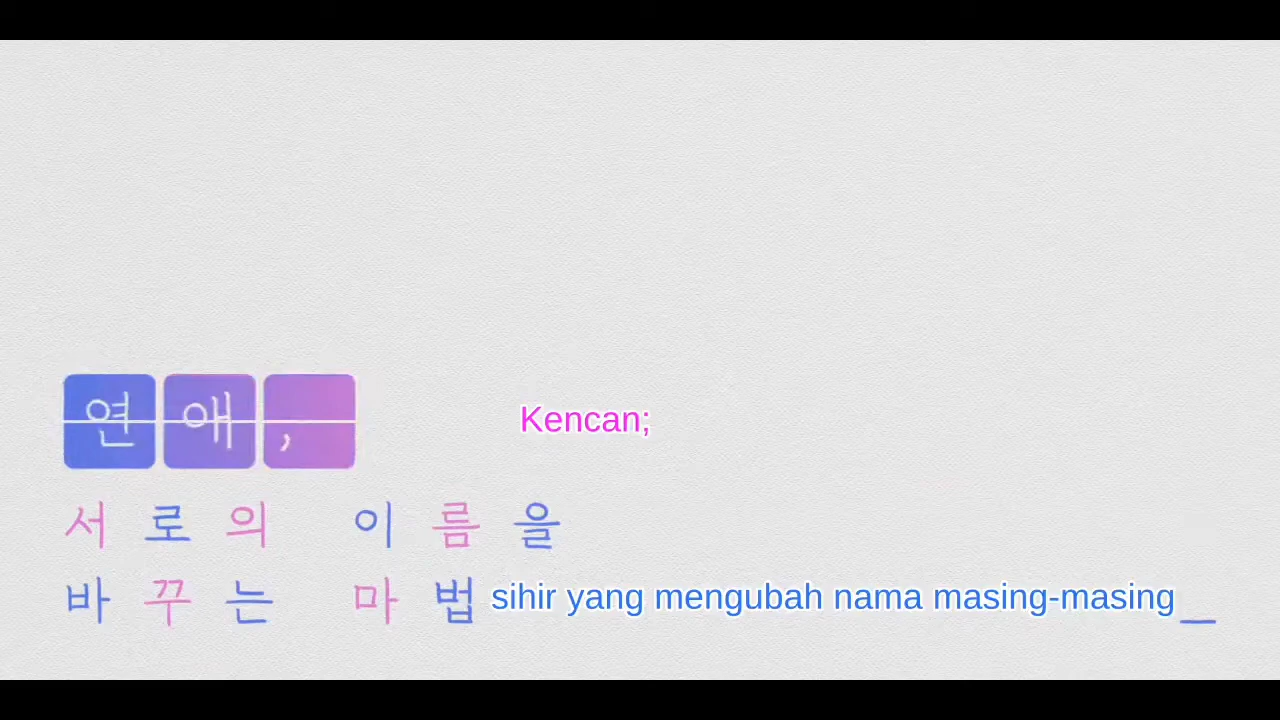 연애,
Kencan;
서로의 이름을
바꾸는 마법
sihir yang mengubah nama masing-masing_